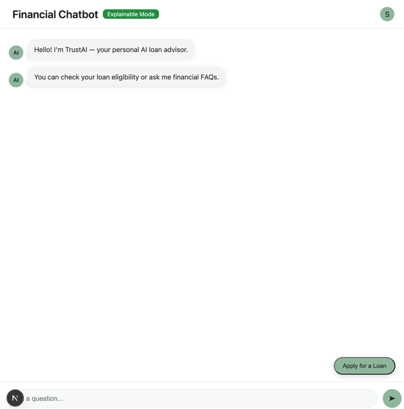 Financial Chatbot Explainable Mode S
AI Hello! I'm TrustAI — your personal AI loan advisor.
AI You can check your loan eligibility or ask me financial FAQs.
Apply for a Loan
N a question...